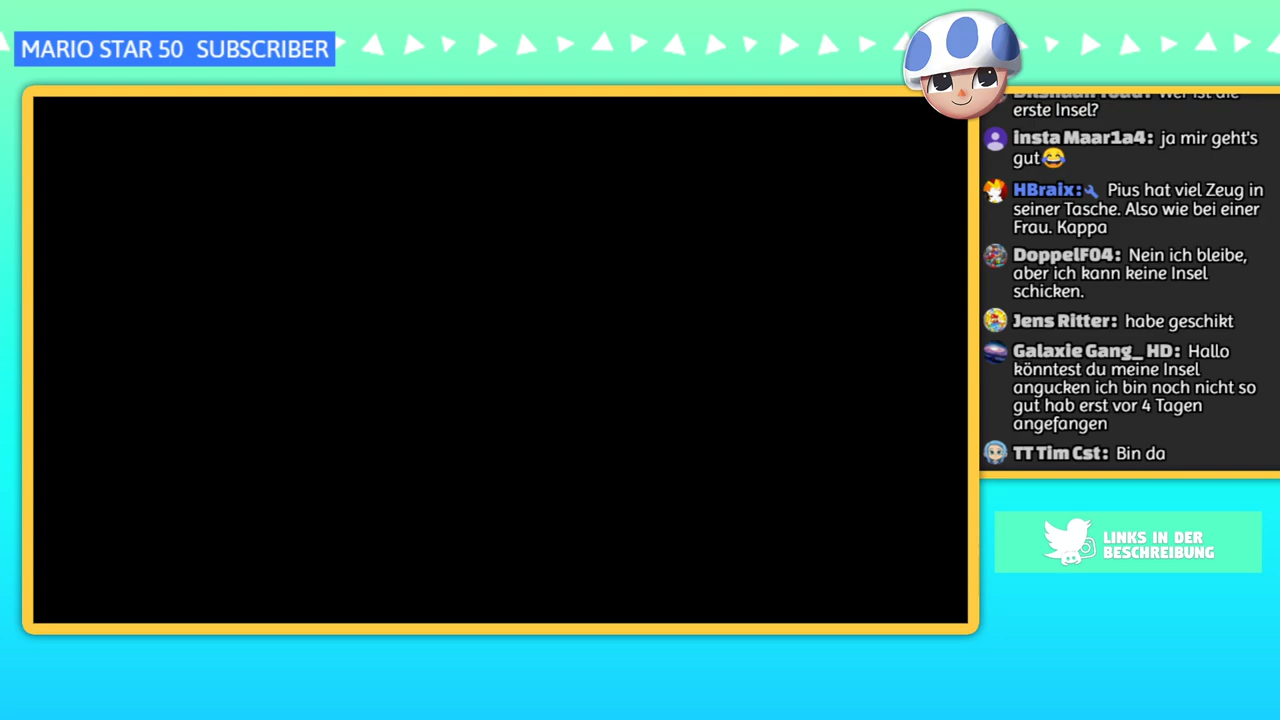 MARIO STAR 50  SUBSCRIBER
erste Insel?
insta Maar1a4: ja mir geht's
gut😂
HBraix: Pius hat viel Zeug in
seiner Tasche. Also wie bei einer
Frau. Kappa
DoppelF04: Nein ich bleibe,
aber ich kann keine Insel
schicken.
Jens Ritter: habe geschikt
Galaxie Gang_ HD: Hallo
könntest du meine Insel
angucken ich bin noch nicht so
gut hab erst vor 4 Tagen
angefangen
TT Tim Cst: Bin da
LINKS IN DER
BESCHREIBUNG